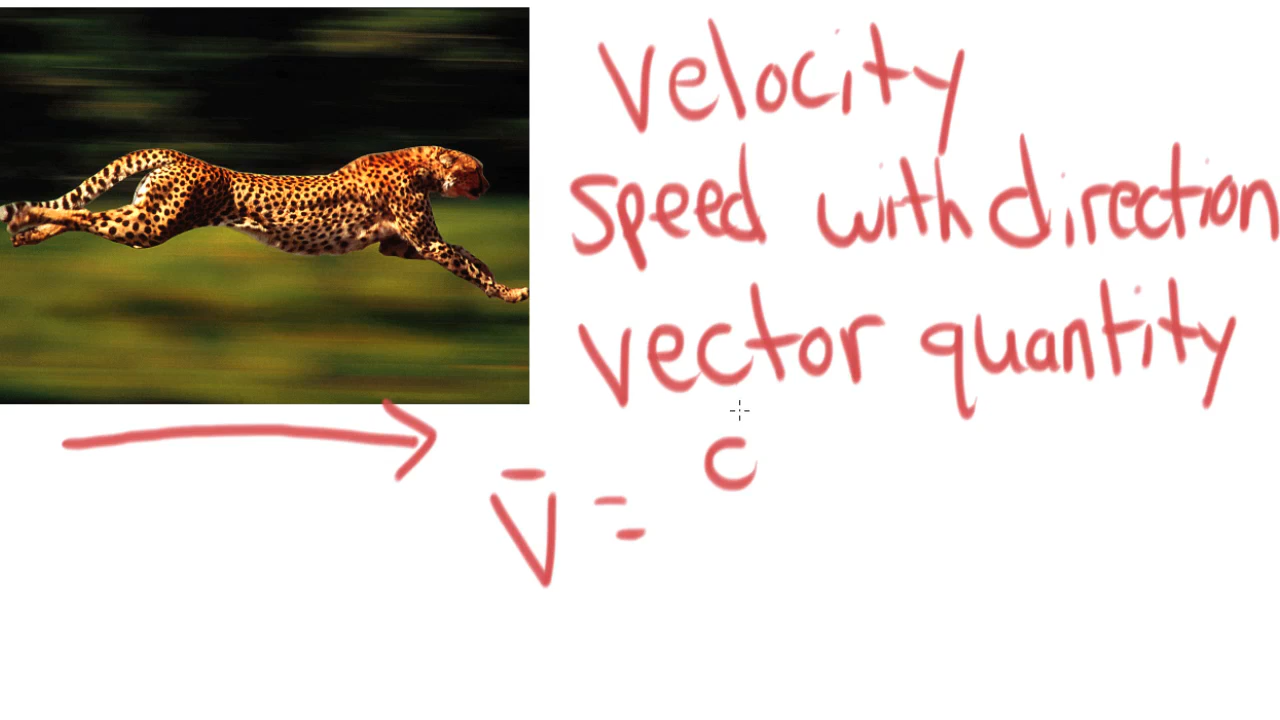 Velocity
speed with direction
vector quantity
v̄ = c